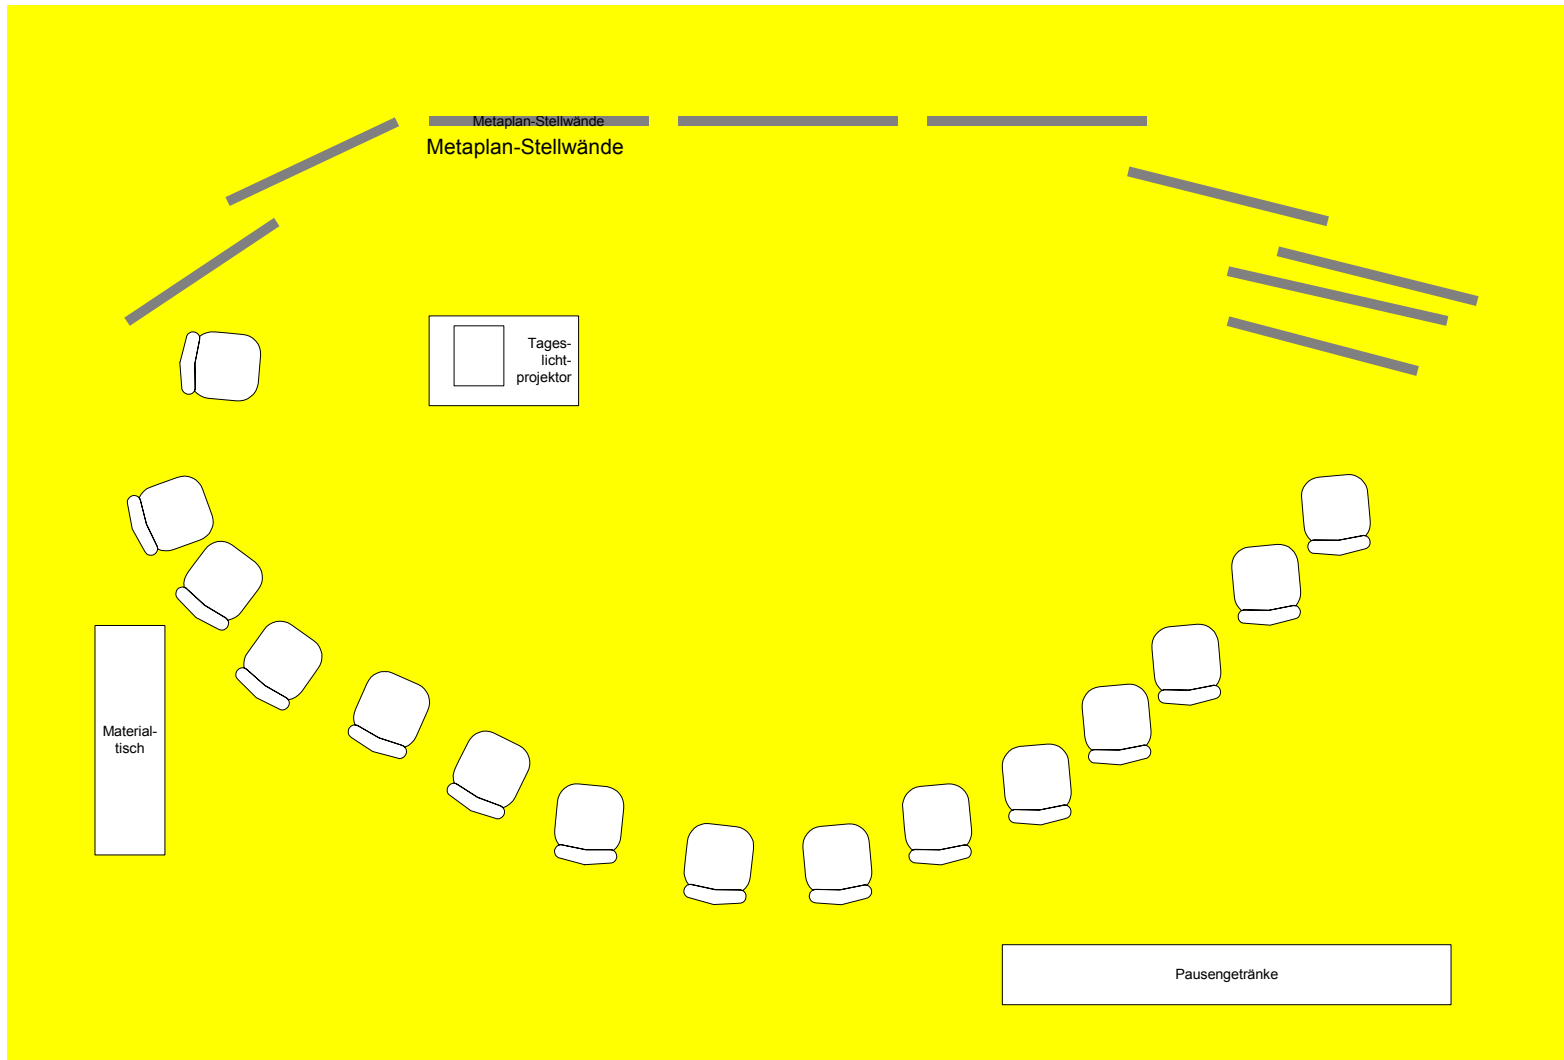 Metaplan-Stellwände
Metaplan-Stellwände
Tages-
licht-
projektor
Material-
tisch
Pausengetränke